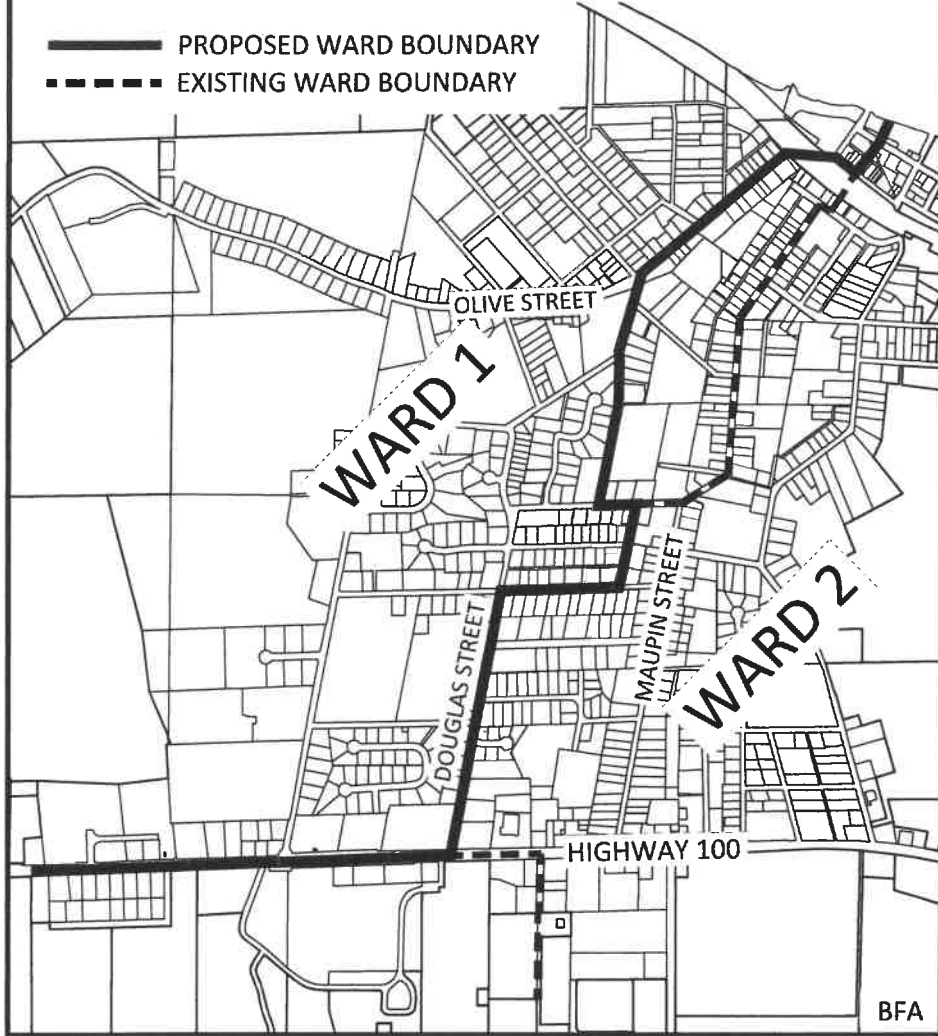 PROPOSED WARD BOUNDARY
EXISTING WARD BOUNDARY
OLIVE STREET
WARD 1
MAUPIN STREET
WARD 2
DOUGLAS STREET
HIGHWAY 100
BFA